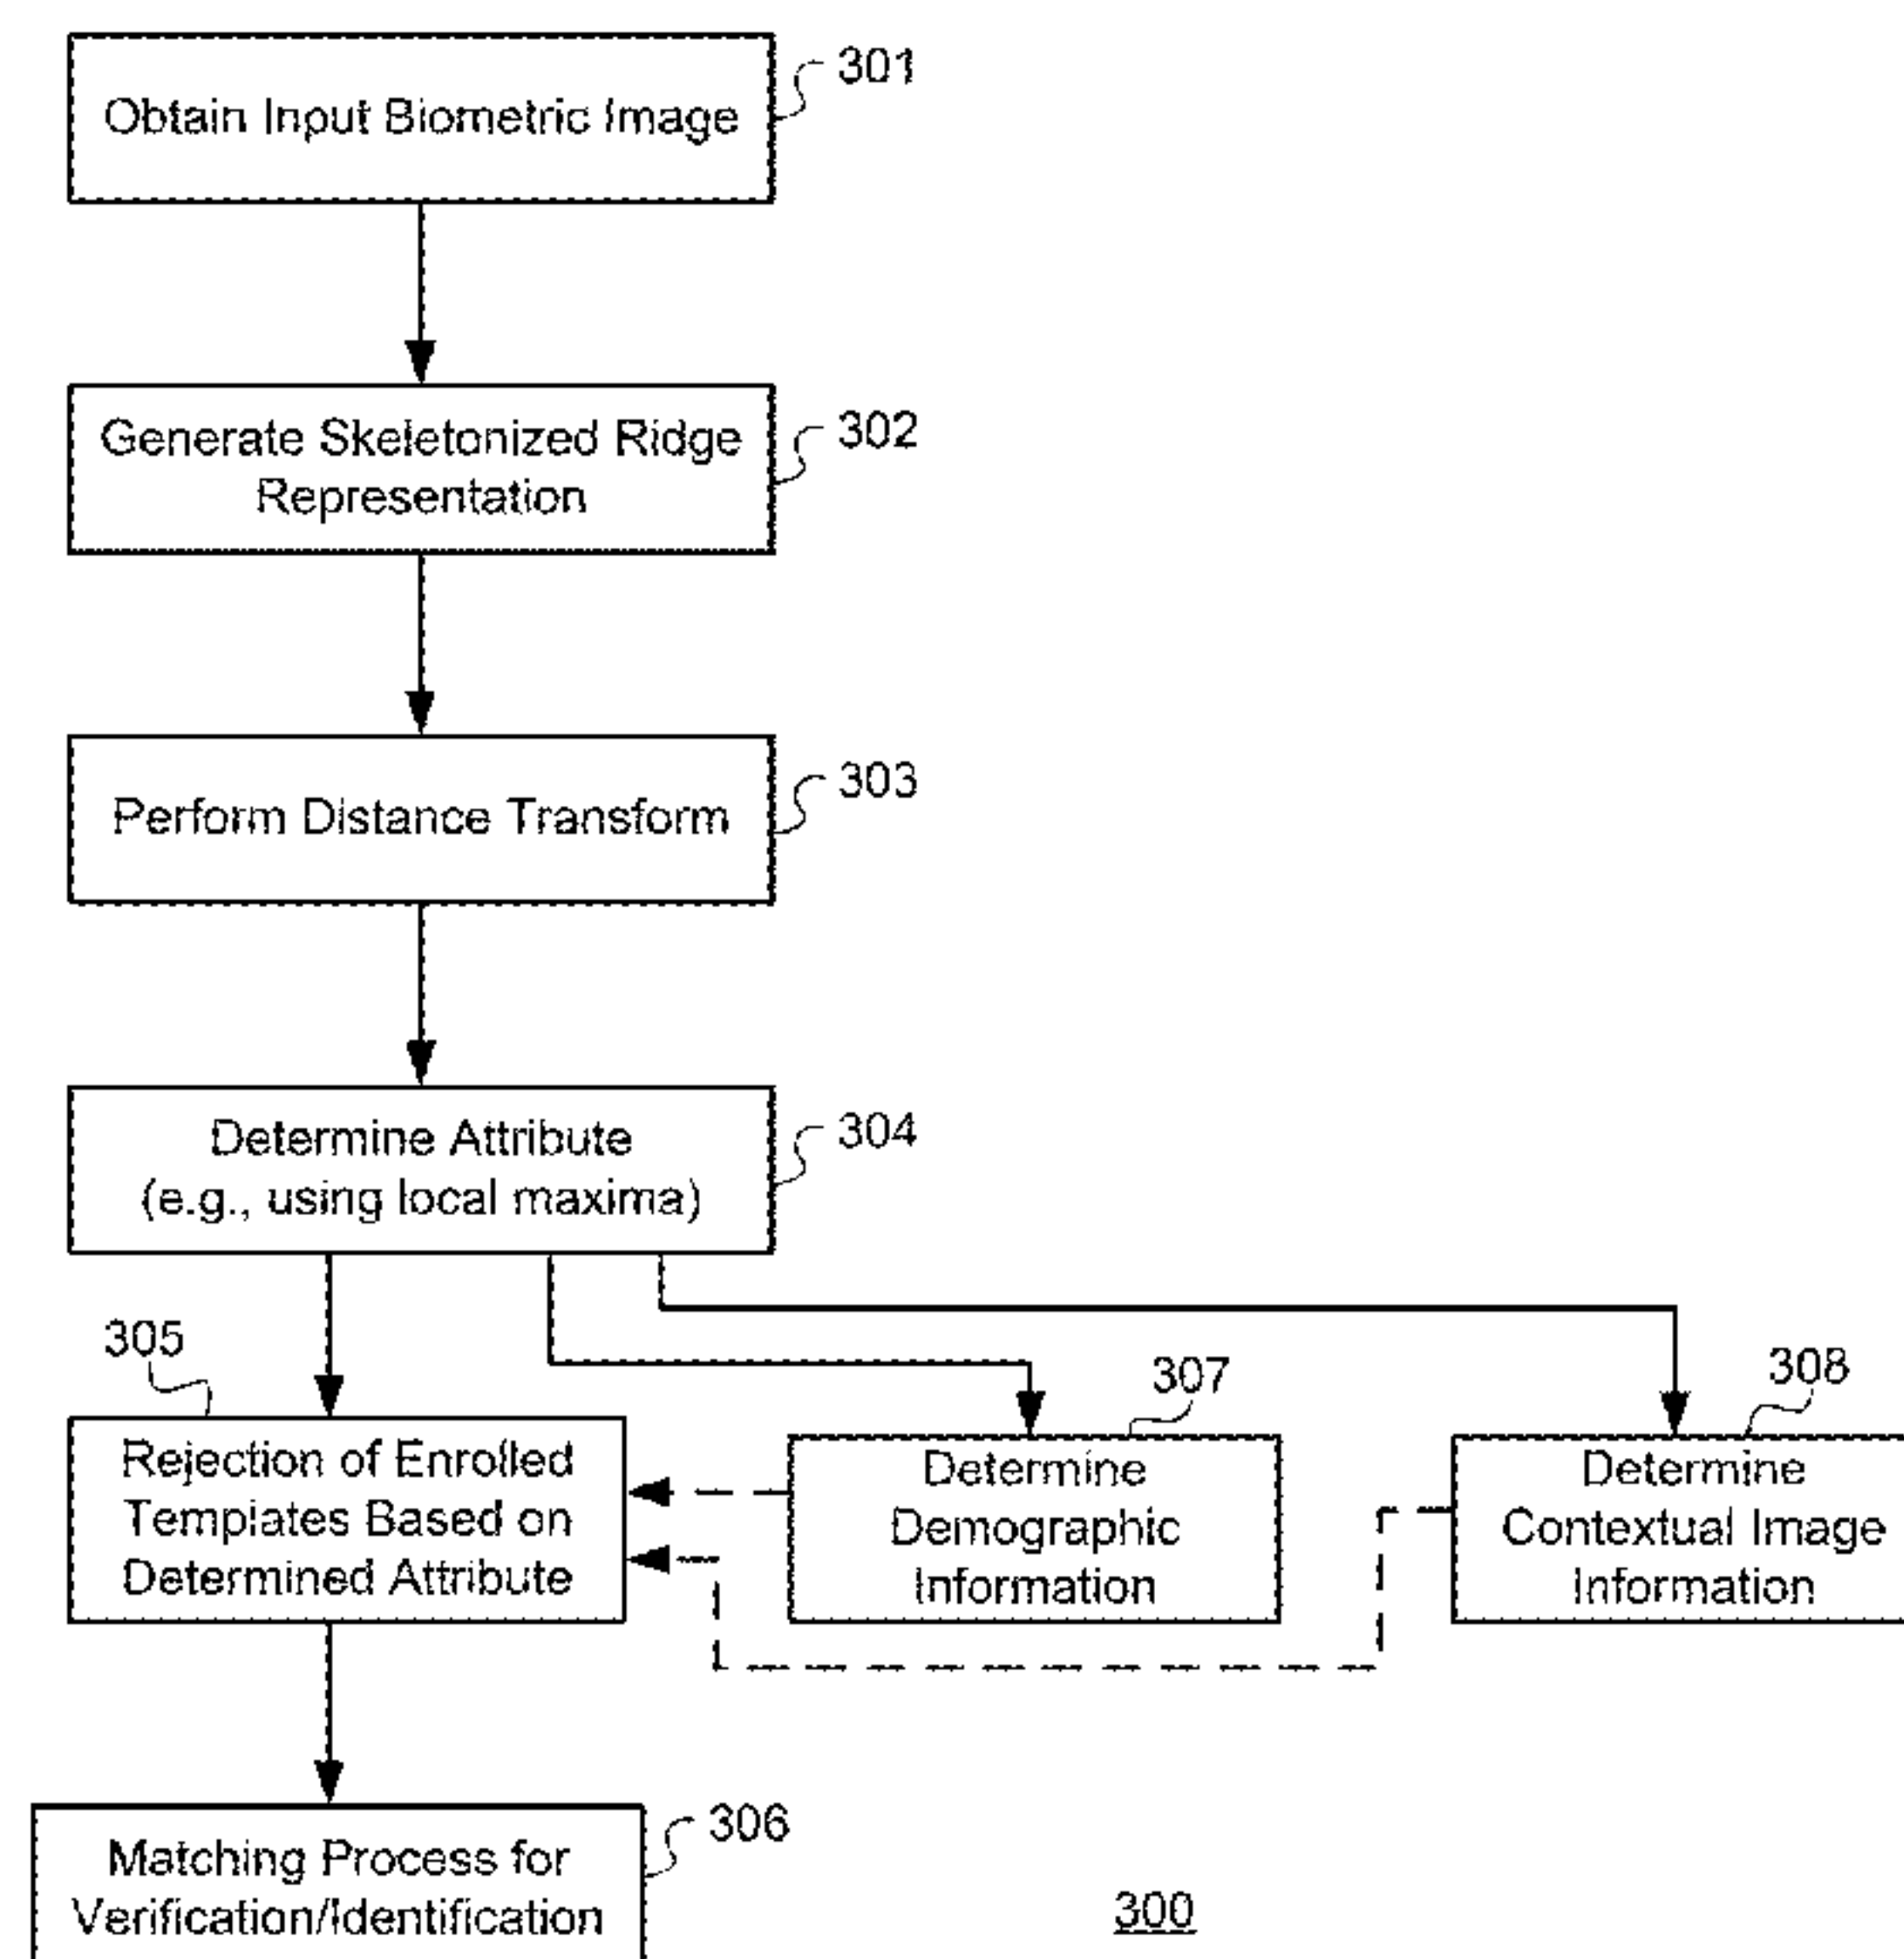 Obtain Input Biometric Image
301
Generate Skeletonized Ridge
Representation
302
Perform Distance Transform
303
Determine Attribute
(e.g., using local maxima)
304
305
Rejection of Enrolled
Templates Based on
Determined Attribute
307
Determine
Demographic
Information
308
Determine
Contextual Image
Information
Matching Process for
Verification/Identification
306
300